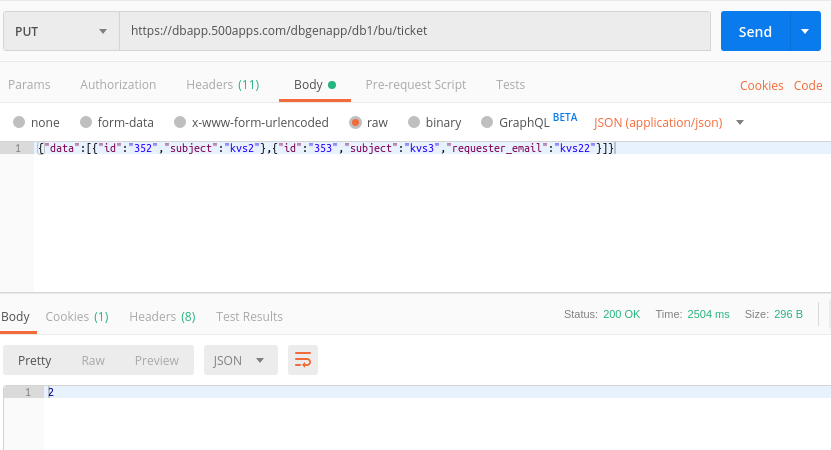 PUT https://dbapp.500apps.com/dbgenapp/db1/bu/ticket Send
Params Authorization Headers (11) Body Pre-request Script Tests Cookies Code
none form-data x-www-form-urlencoded raw binary GraphQL BETA JSON (application/json)
1 {"data":[{"id":"352","subject":"kvs2"},{"id":"353","subject":"kvs3","requester_email":"kvs22"}]}
Body Cookies (1) Headers (8) Test Results Status: 200 OK Time: 2504 ms Size: 296 B
Pretty Raw Preview JSON
1 2